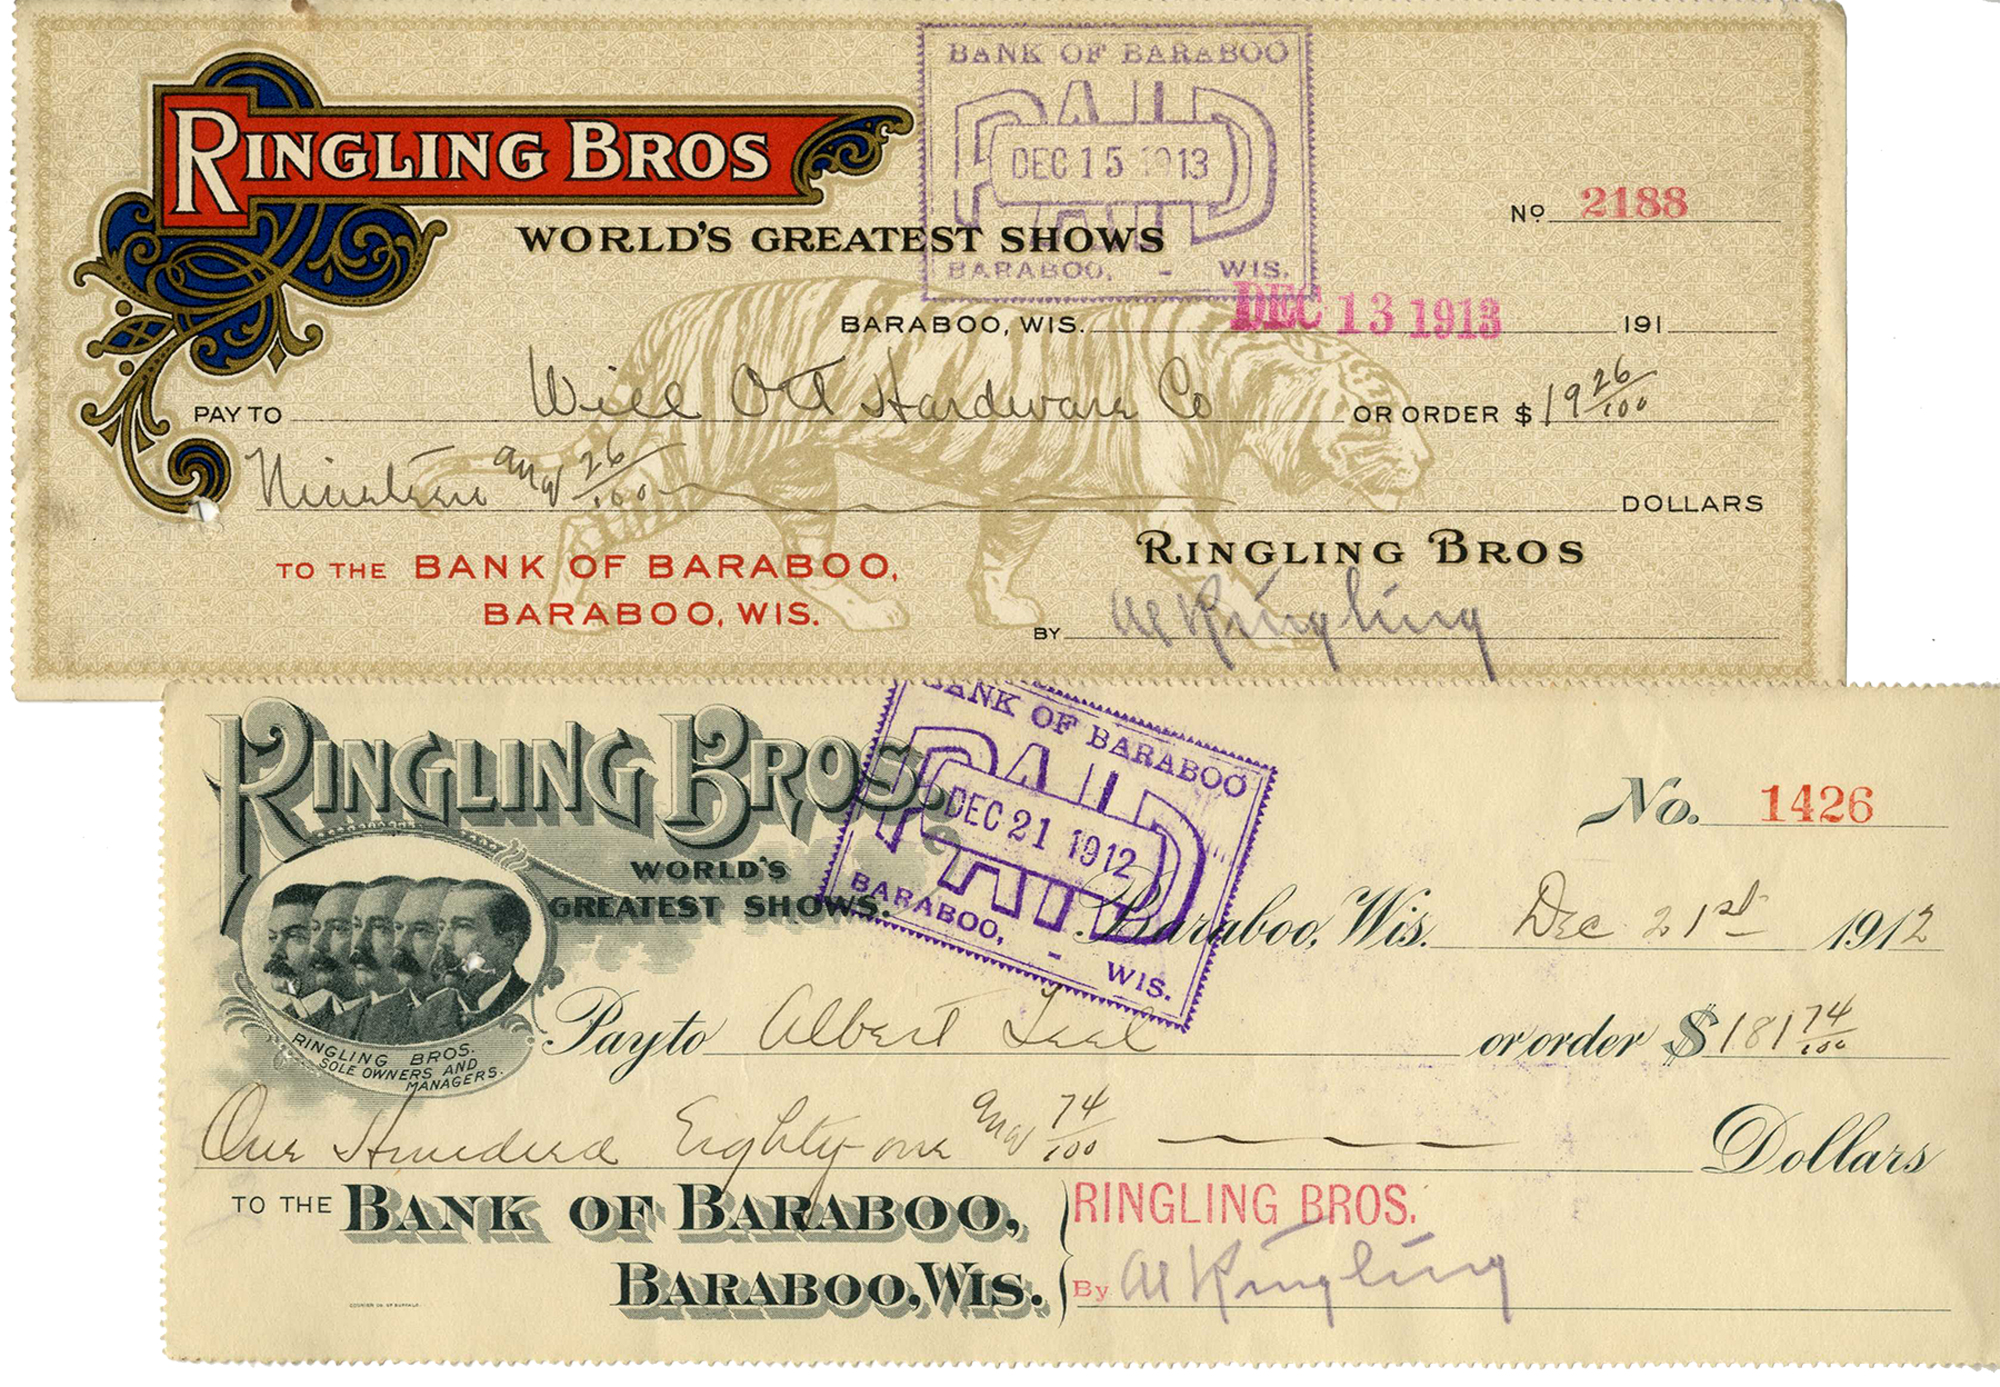 RINGLING BROS
WORLD'S GREATEST SHOWS
BANK OF BARABOO
PAID
DEC 15 1913
BARABOO, - WIS.
No. 2188
BARABOO, WIS. DEC 13 1913 191
PAY TO Will Ott Hardware Co OR ORDER $ 19 26/100
Nineteen and 26/100 DOLLARS
TO THE BANK OF BARABOO,
BARABOO, WIS.
RINGLING BROS
BY Al Ringling
RINGLING BROS.
WORLD'S
GREATEST SHOWS.
BANK OF BARABOO
PAID
DEC 21 1912
BARABOO, - WIS.
No. 1426
Baraboo, Wis. Dec 21st 1912
RINGLING BROS.
SOLE OWNERS AND
MANAGERS.
Pay to Albert Teel or order $ 181 74/100
One Hundred Eighty-one and 74/100 Dollars
TO THE BANK OF BARABOO,
BARABOO, WIS.
RINGLING BROS.
By Al Ringling